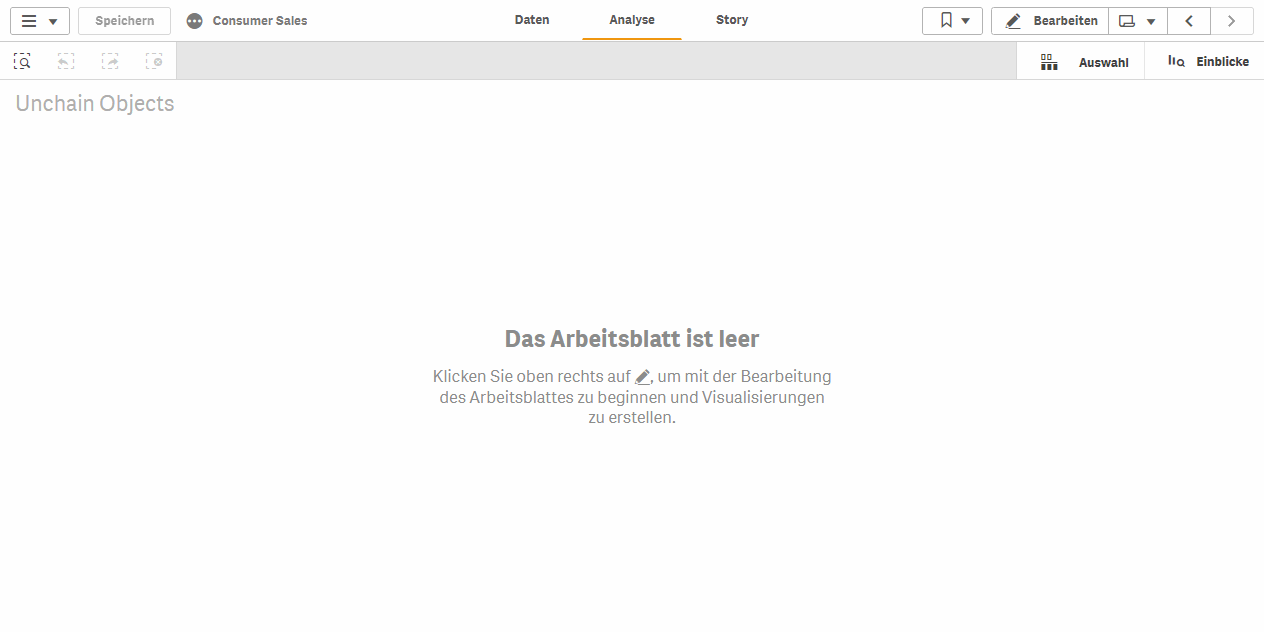 Speichern Consumer Sales Daten Analyse Story Bearbeiten
Auswahl Einblicke
Unchain Objects
Das Arbeitsblatt ist leer
Klicken Sie oben rechts auf , um mit der Bearbeitung
des Arbeitsblattes zu beginnen und Visualisierungen
zu erstellen.